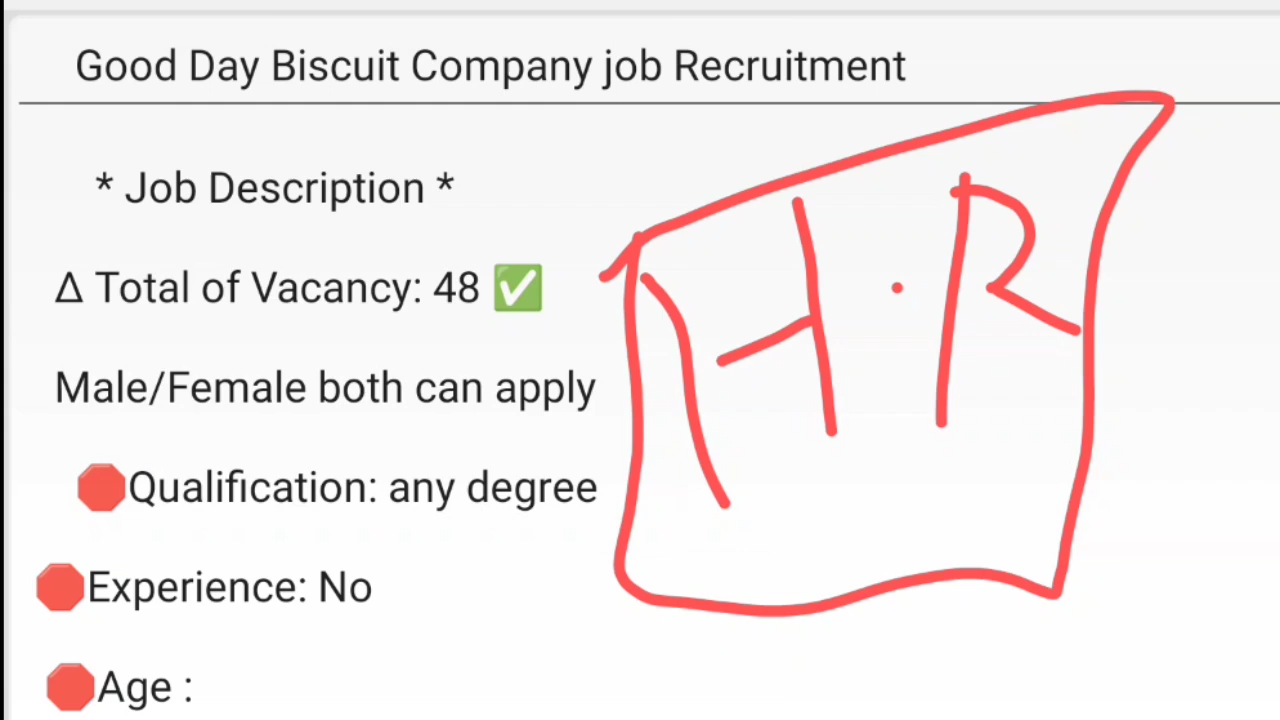 Good Day Biscuit Company job Recruitment
* Job Description *
Δ Total of Vacancy: 48 ✅
H.R
Male/Female both can apply
🛑Qualification: any degree
🛑Experience: No
🛑Age :